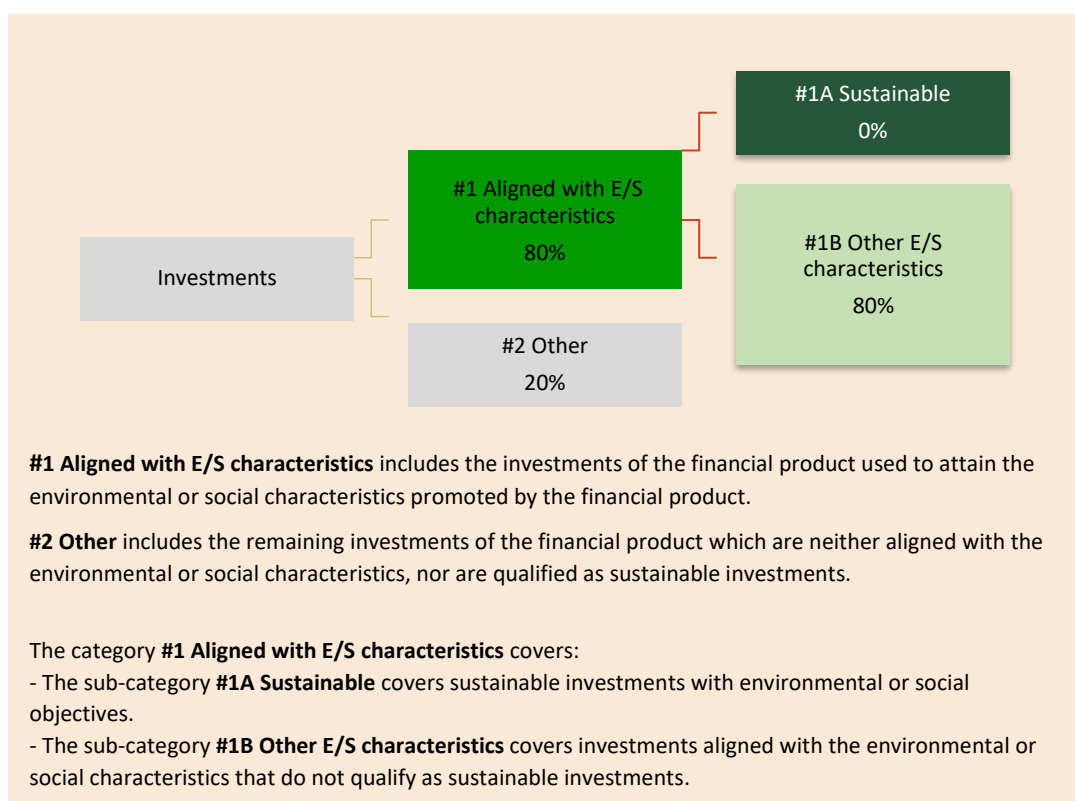 #1A Sustainable
0%
#1 Aligned with E/S
characteristics
80%
#1B Other E/S
characteristics
80%
Investments
#2 Other
20%
#1 Aligned with E/S characteristics includes the investments of the financial product used to attain the
environmental or social characteristics promoted by the financial product.
#2 Other includes the remaining investments of the financial product which are neither aligned with the
environmental or social characteristics, nor are qualified as sustainable investments.
The category #1 Aligned with E/S characteristics covers:
- The sub-category #1A Sustainable covers sustainable investments with environmental or social
objectives.
- The sub-category #1B Other E/S characteristics covers investments aligned with the environmental or
social characteristics that do not qualify as sustainable investments.